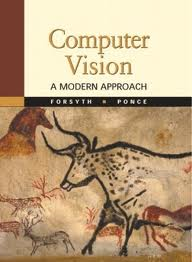 Computer
Vision
A MODERN APPROACH
FORSYTH ▪ PONCE